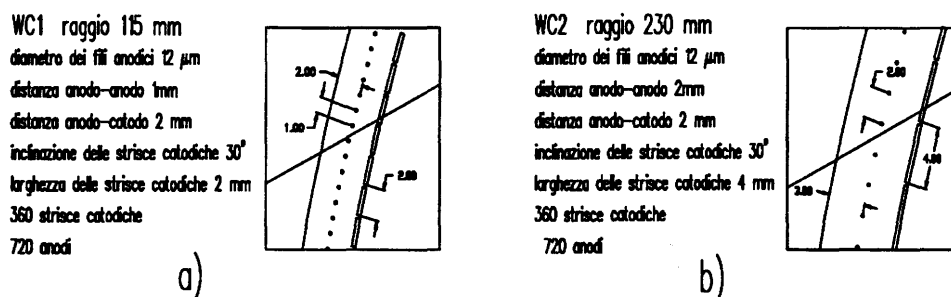 WC1 raggio 115 mm
diametro dei fili anodici 12 μm
distanza anodo-anodo 1mm
distanza anodo-catodo 2 mm
inclinazione delle strisce catodiche 30°
larghezza delle strisce catodiche 2 mm
360 strisce catodiche
720 anodi
2.00
1.00
2.00
a)
WC2 raggio 230 mm
diametro dei fili anodici 12 μm
distanza anodo-anodo 2mm
distanza anodo-catodo 2 mm
inclinazione delle strisce catodiche 30°
larghezza delle strisce catodiche 4 mm
360 strisce catodiche
720 anodi
2.00
4.00
b)